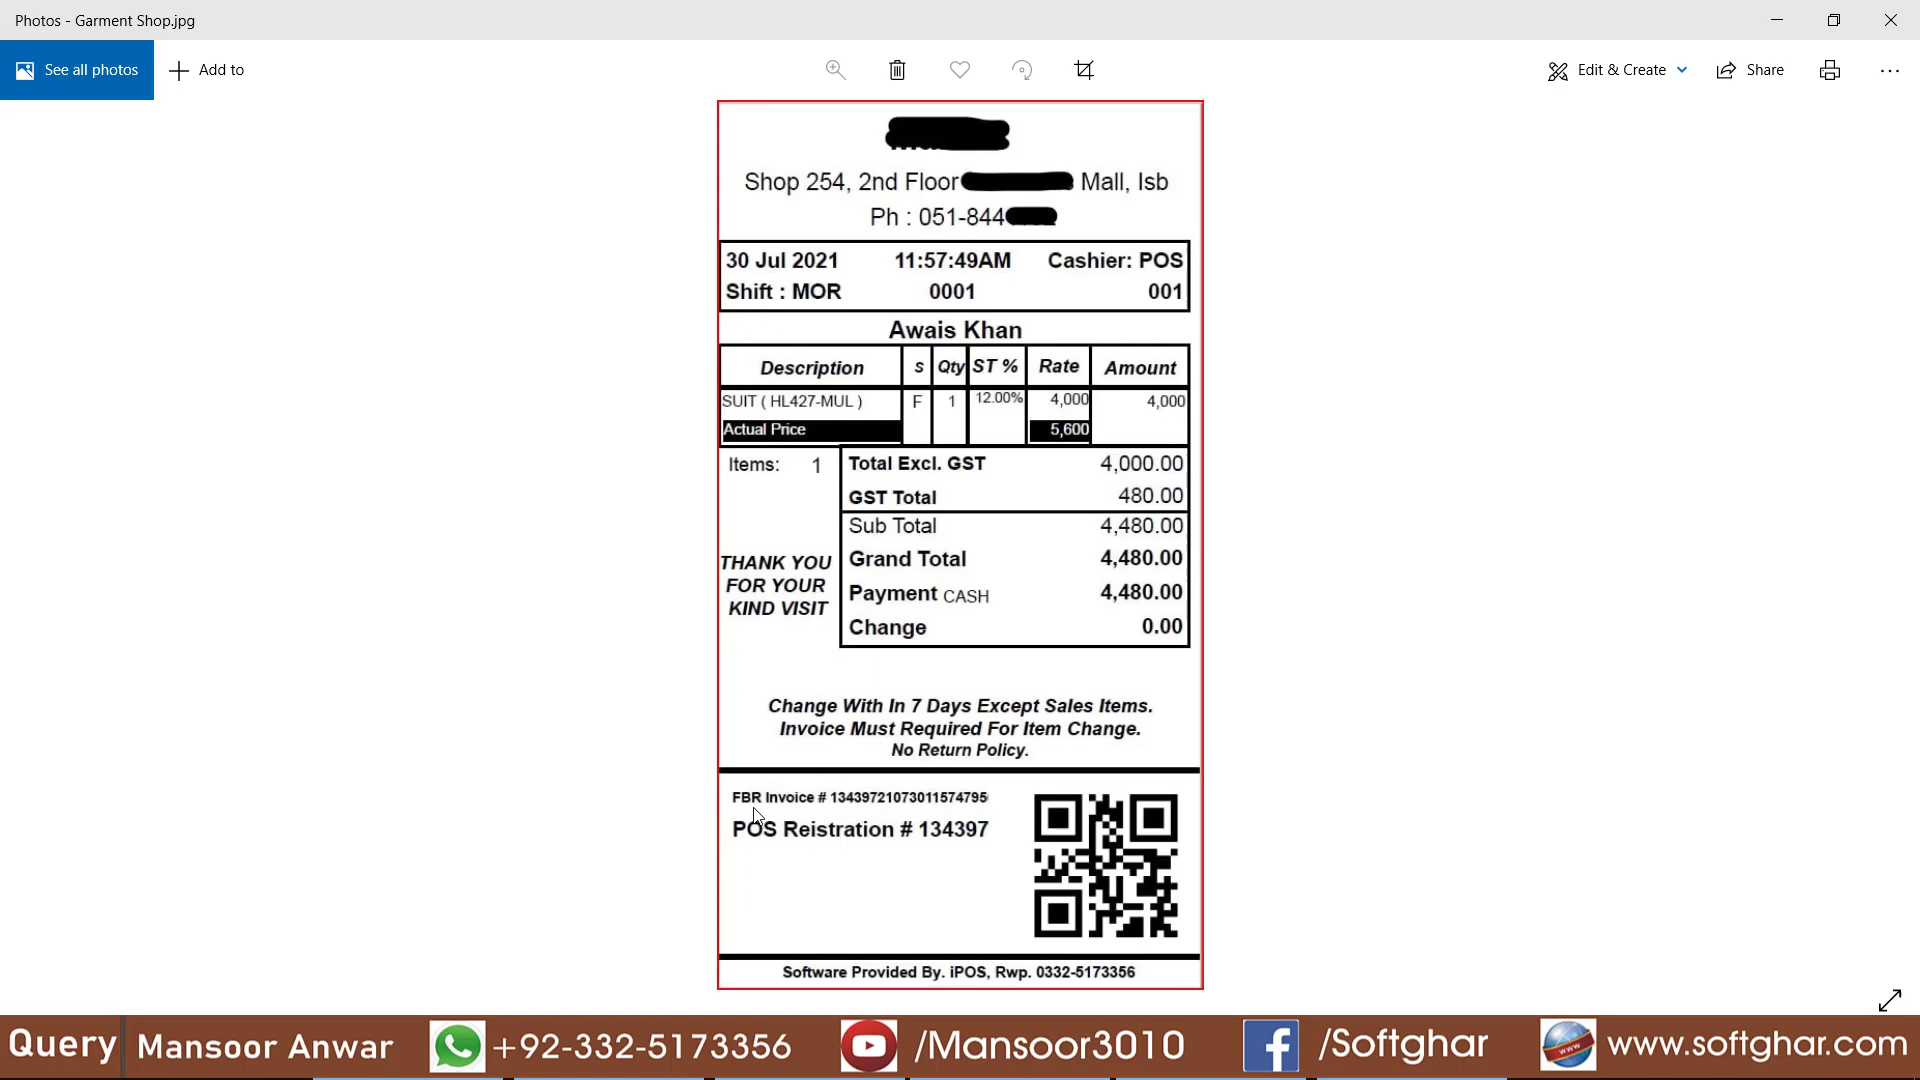 Photos - Garment Shop.jpg
See all photos
Add to
Edit & Create
Share
Shop 254, 2nd Floor Mall, Isb
Ph : 051-844
30 Jul 2021 11:57:49AM Cashier: POS
Shift : MOR 0001 001
Awais Khan
Description s Qty ST % Rate Amount
SUIT ( HL427-MUL ) F 1 12.00% 4,000 4,000
Actual Price 5,600
Items: 1
Total Excl. GST 4,000.00
GST Total 480.00
Sub Total 4,480.00
Grand Total 4,480.00
Payment CASH 4,480.00
Change 0.00
THANK YOU
FOR YOUR
KIND VISIT
Change With In 7 Days Except Sales Items.
Invoice Must Required For Item Change.
No Return Policy.
FBR Invoice # 13439721073011574795
POS Reistration # 134397
Software Provided By. iPOS, Rwp. 0332-5173356
Query Mansoor Anwar +92-332-5173356 /Mansoor3010 /Softghar www www.softghar.com